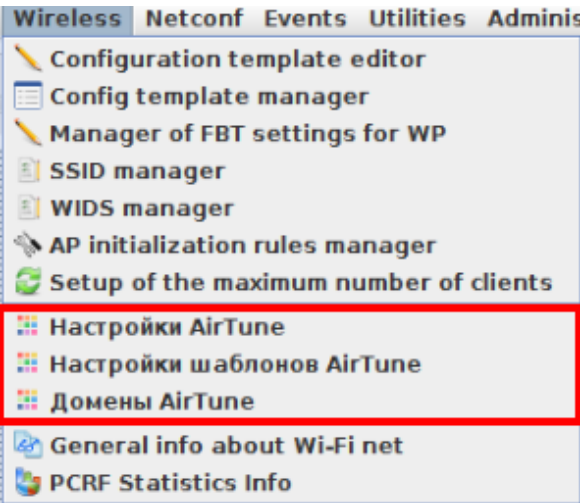 Wireless Netconf Events Utilities Adminis
Configuration template editor
Config template manager
Manager of FBT settings for WP
SSID manager
WIDS manager
AP initialization rules manager
Setup of the maximum number of clients
Настройки AirTune
Настройки шаблонов AirTune
Домены AirTune
General info about Wi-Fi net
PCRF Statistics Info